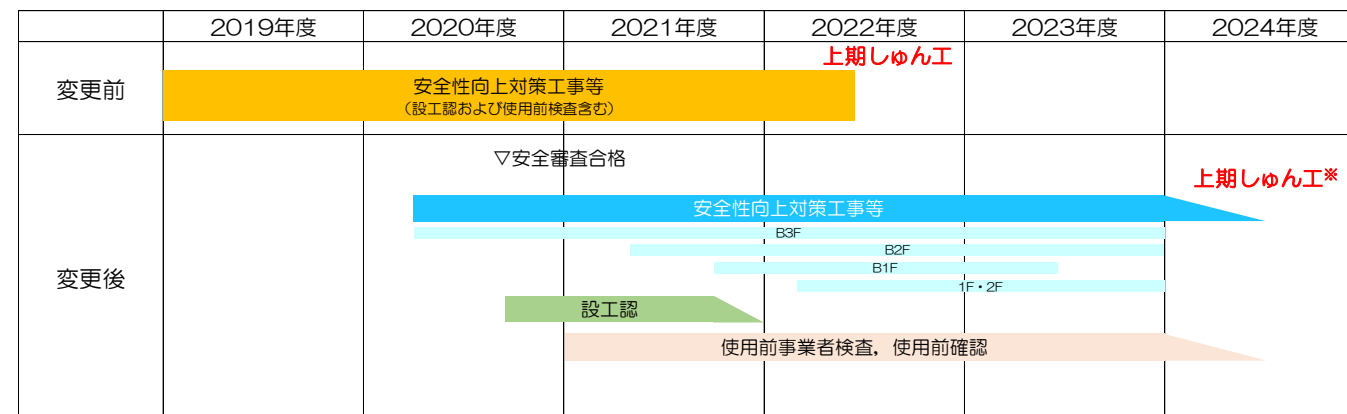 2019年度 2020年度 2021年度 2022年度 2023年度 2024年度
変更前
上期しゅん工
安全性向上対策工事等
（設工認および使用前検査含む）
変更後
▽安全審査合格
上期しゅん工※
安全性向上対策工事等
B3F
B2F
B1F
1F・2F
設工認
使用前事業者検査，使用前確認